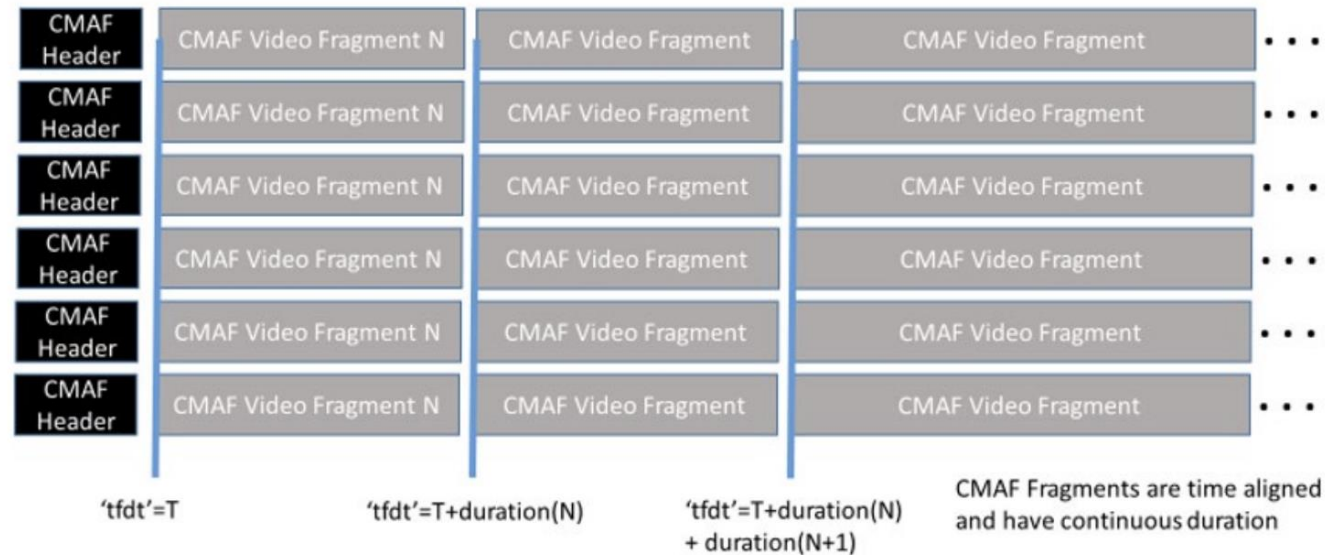 CMAF
Header
CMAF Video Fragment N
CMAF Video Fragment
CMAF Video Fragment
• • •
CMAF
Header
CMAF Video Fragment N
CMAF Video Fragment
CMAF Video Fragment
• • •
CMAF
Header
CMAF Video Fragment N
CMAF Video Fragment
CMAF Video Fragment
• • •
CMAF
Header
CMAF Video Fragment N
CMAF Video Fragment
CMAF Video Fragment
• • •
CMAF
Header
CMAF Video Fragment N
CMAF Video Fragment
CMAF Video Fragment
• • •
CMAF
Header
CMAF Video Fragment N
CMAF Video Fragment
CMAF Video Fragment
• • •
‘tfdt’=T
‘tfdt’=T+duration(N)
‘tfdt’=T+duration(N)
+ duration(N+1)
CMAF Fragments are time aligned
and have continuous duration